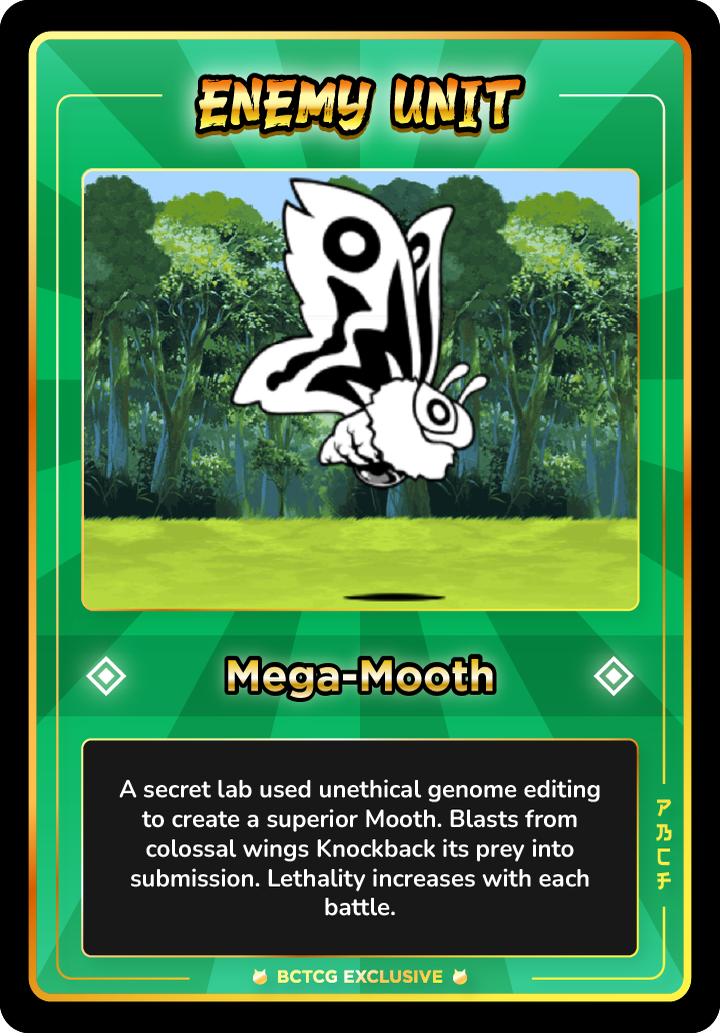 ENEMY UNIT
Mega-Mooth
A secret lab used unethical genome editing
to create a superior Mooth. Blasts from
colossal wings Knockback its prey into
submission. Lethality increases with each
battle.
BCTCG EXCLUSIVE